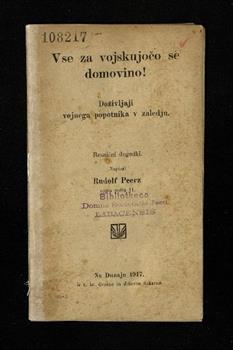 108217
Vse za vojskujočo se
domovino!
Doživljaji
vojnega popotnika v zaledju.
Resnični dogodki.
Napisal
Rudolf Peerz
Bibliotheca
LABACENSIS
Na Dunaju 1917.